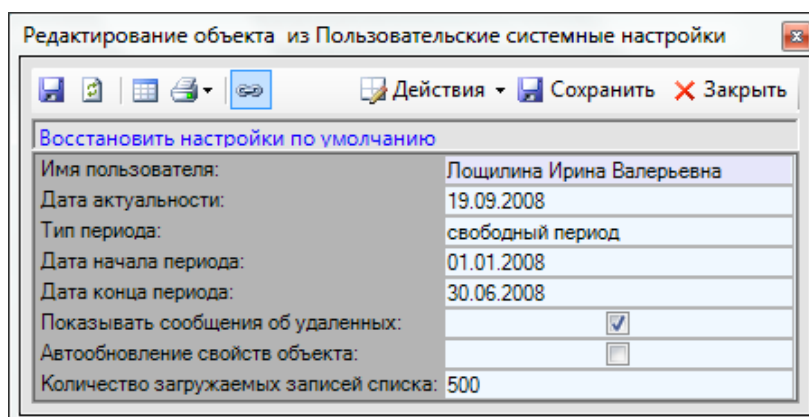 Редактирование объекта из Пользовательские системные настройки
Действия Сохранить Закрыть
Восстановить настройки по умолчанию
Имя пользователя: Лощилина Ирина Валерьевна
Дата актуальности: 19.09.2008
Тип периода: свободный период
Дата начала периода: 01.01.2008
Дата конца периода: 30.06.2008
Показывать сообщения об удаленных:
Автообновление свойств объекта:
Количество загружаемых записей списка: 500